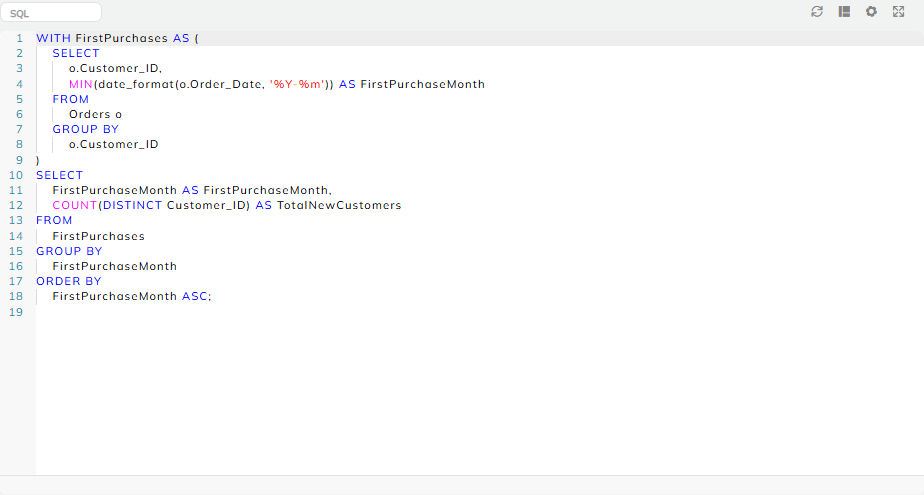 SQL
1 WITH FirstPurchases AS (
2 SELECT
3 o.Customer_ID,
4 MIN(date_format(o.Order_Date, '%Y-%m')) AS FirstPurchaseMonth
5 FROM
6 Orders o
7 GROUP BY
8 o.Customer_ID
9 )
10 SELECT
11 FirstPurchaseMonth AS FirstPurchaseMonth,
12 COUNT(DISTINCT Customer_ID) AS TotalNewCustomers
13 FROM
14 FirstPurchases
15 GROUP BY
16 FirstPurchaseMonth
17 ORDER BY
18 FirstPurchaseMonth ASC;
19